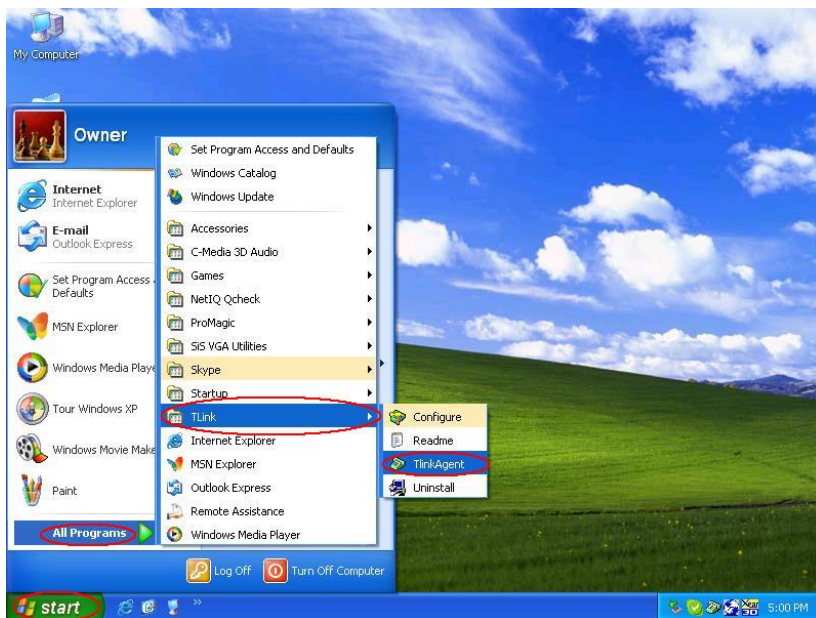 My Computer
Owner
Internet
Internet Explorer
E-mail
Outlook Express
Set Program Access
Defaults
MSN Explorer
Windows Media Playe
Tour Windows XP
Windows Movie Make
Paint
All Programs
Set Program Access and Defaults
Windows Catalog
Windows Update
Accessories
C-Media 3D Audio
Games
NetIQ Qcheck
ProMagic
SiS VGA Utilities
Skype
Startup
TLink
Internet Explorer
MSN Explorer
Outlook Express
Remote Assistance
Windows Media Player
Configure
Readme
TlinkAgent
Uninstall
Log Off
Turn Off Computer
start
»
Xear
3D
5:00 PM